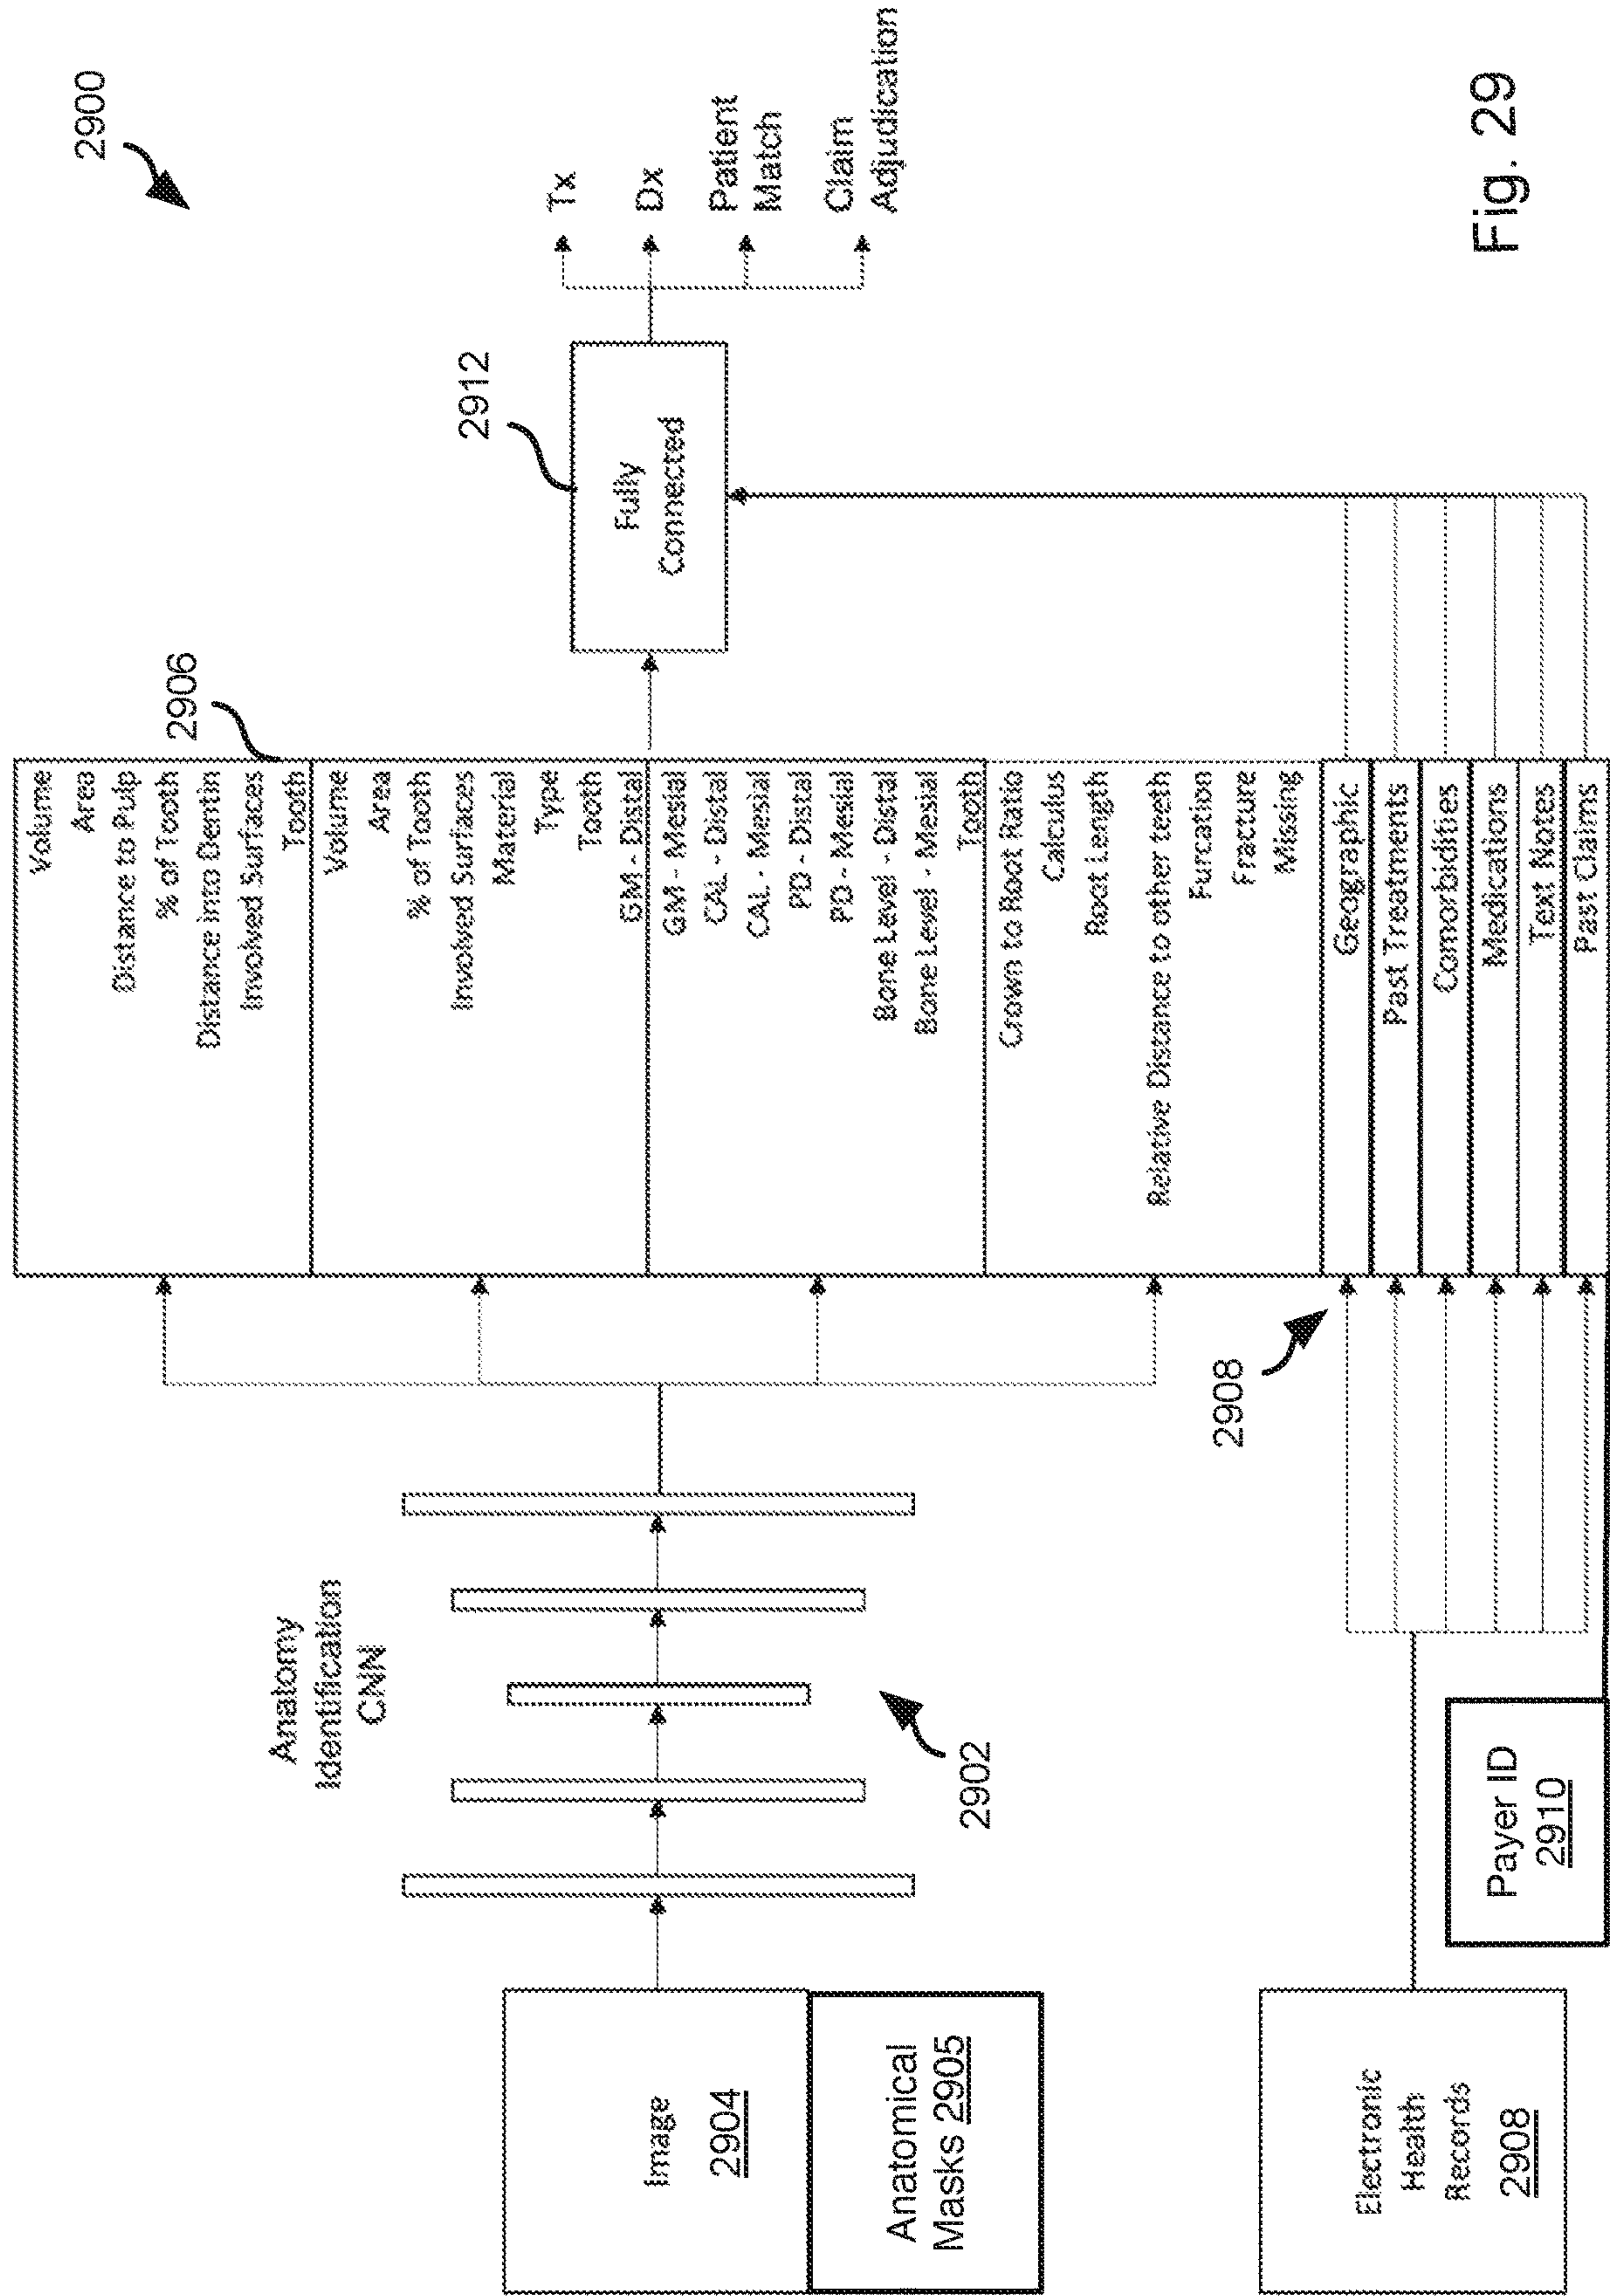 2900
Anatomy
Identification
CNN
2902
Image
2904
Anatomical
Masks 2905
Electronic
Health
Records
2908
Payer ID
2910
2908
2906
Volume
Area
Distance to Pulp
% of Tooth
Distance into Dentin
Involved Surfaces
Tooth
Volume
Area
% of Tooth
Involved Surfaces
Material
Type
Tooth
GM - Distal
GM - Mesial
CAL - Distal
CAL - Mesial
PD - Distal
PD - Mesial
Bone Level - Distal
Bone Level - Mesial
Tooth
Crown to Root Ratio
Calculus
Root Length
Relative Distance to other teeth
Furcation
Fracture
Missing
Geographic
Past Treatments
Comorbidities
Medications
Text Notes
Past Claims
2912
Fully
Connected
Tx
Dx
Patient
Match
Claim
Adjudication
Fig. 29